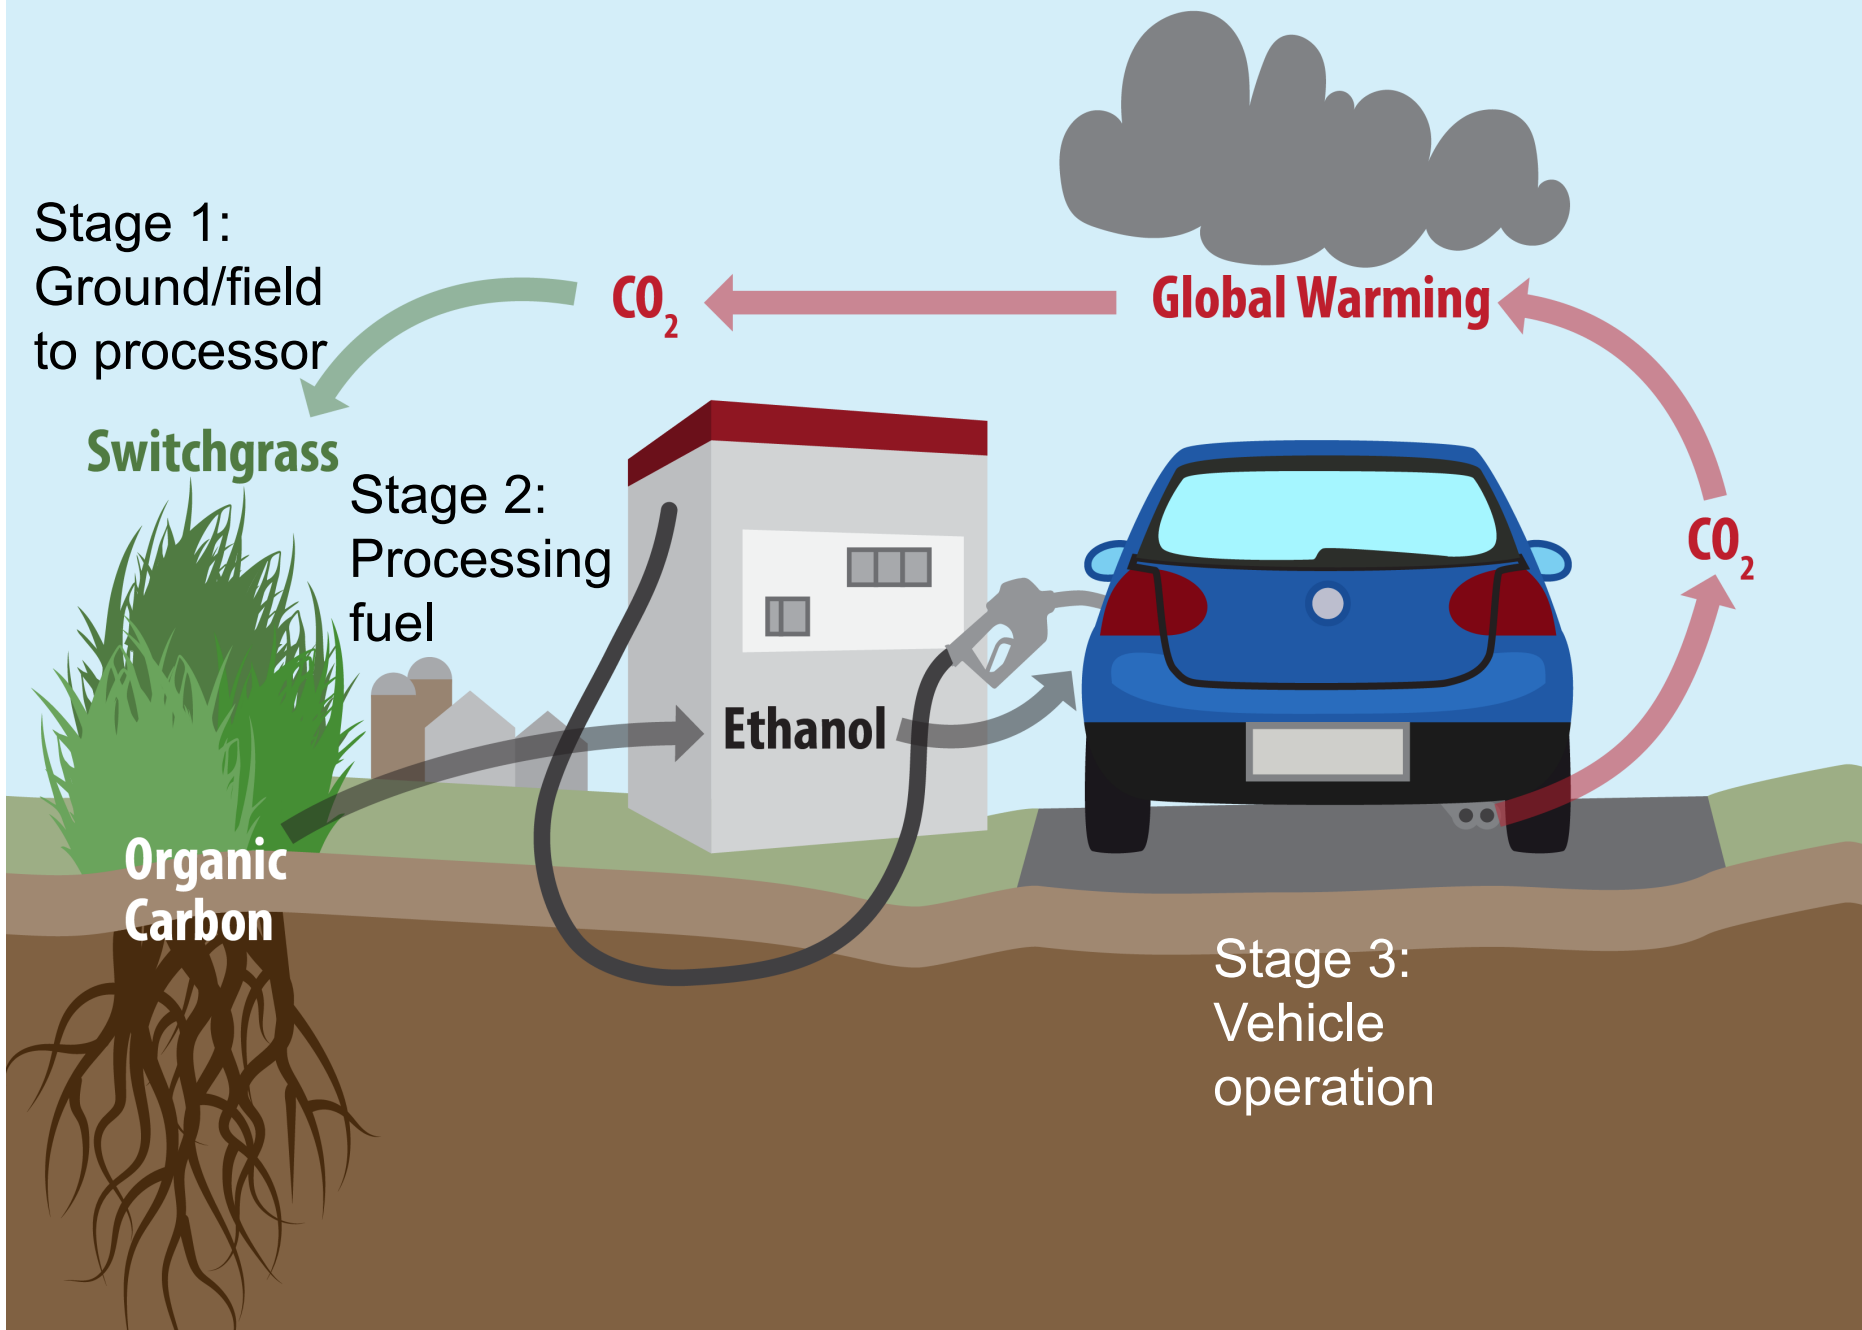 Stage 1:
Ground/field
to processor
CO₂
Global Warming
Switchgrass
Stage 2:
Processing
fuel
CO₂
Ethanol
Organic
Carbon
Stage 3:
Vehicle
operation